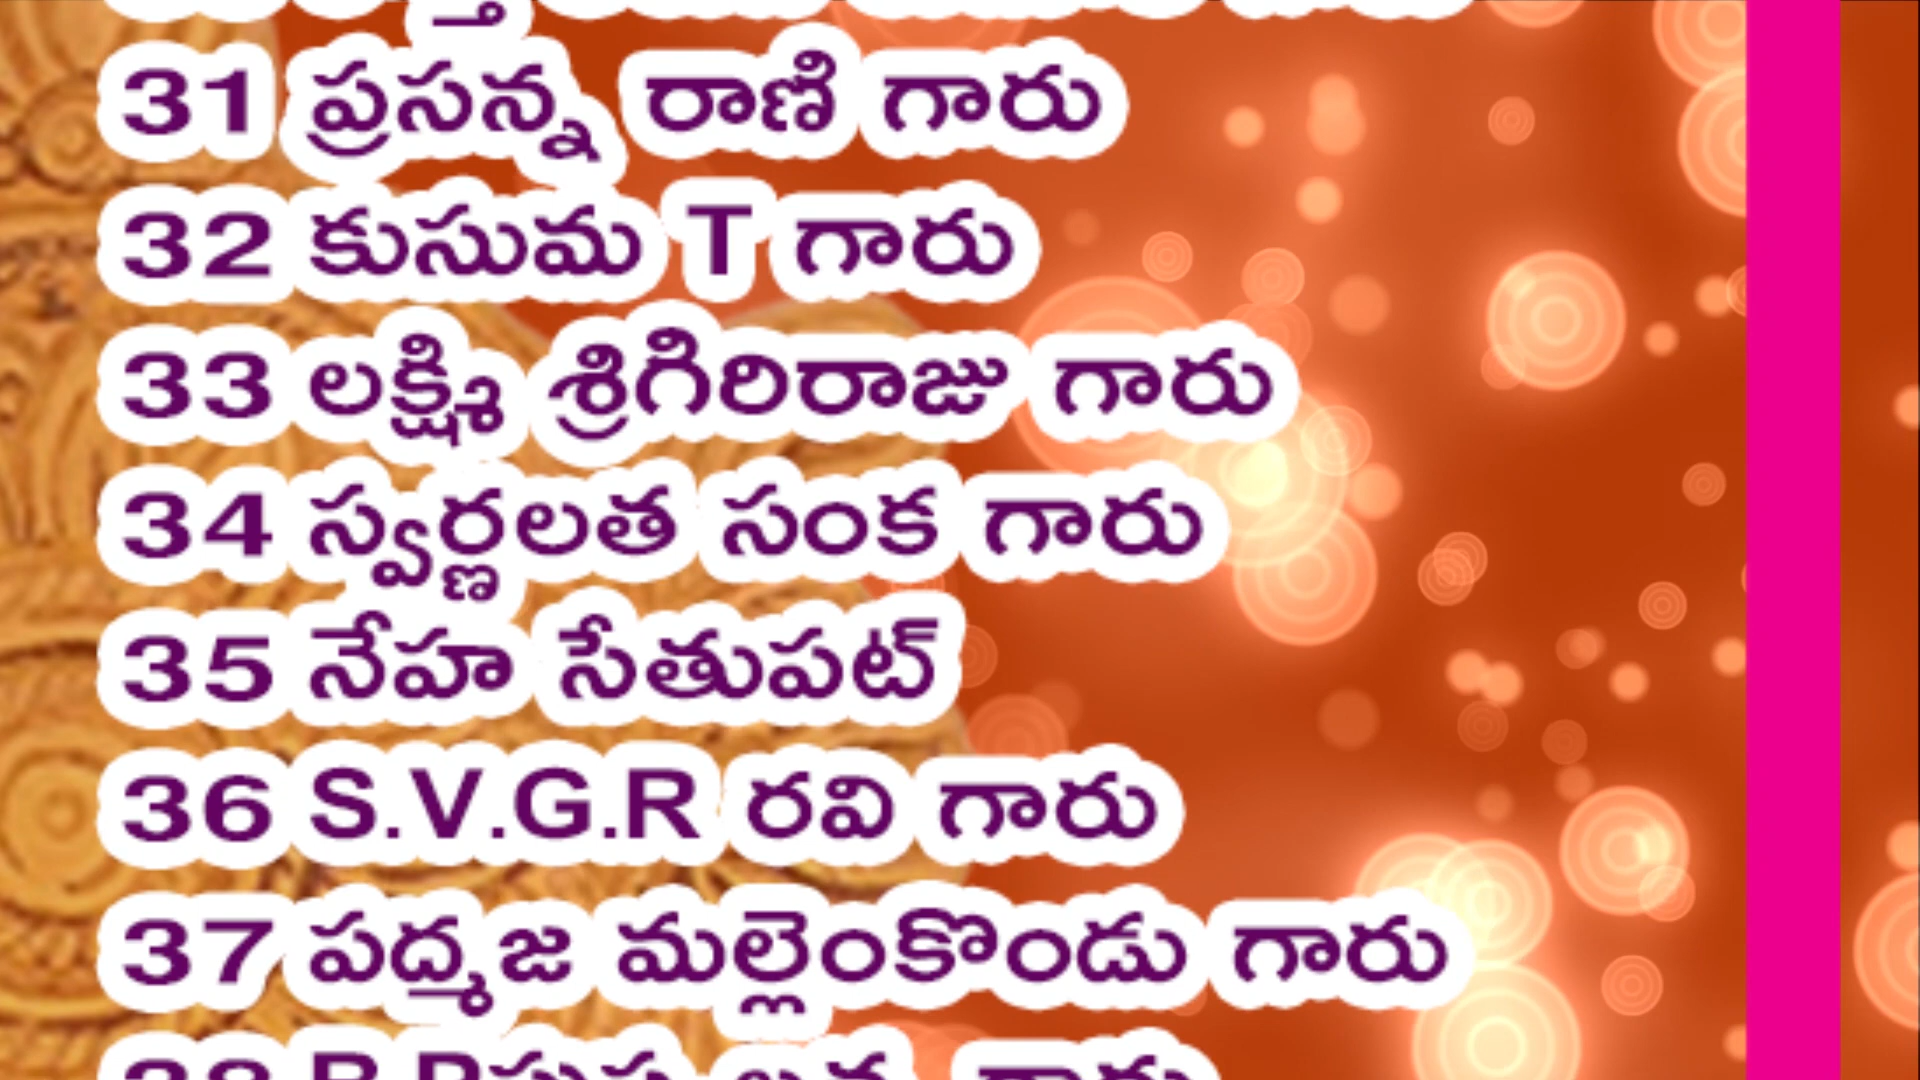 31 ప్రసన్న రాణి గారు
32 కుసుమ T గారు
33 లక్ష్మి శ్రిగిరిరాజు గారు
34 స్వర్ణలత సంక గారు
35 నేహ సేతుపట్
36 S.V.G.R రవి గారు
37 పద్మజ మల్లెంకొండు గారు